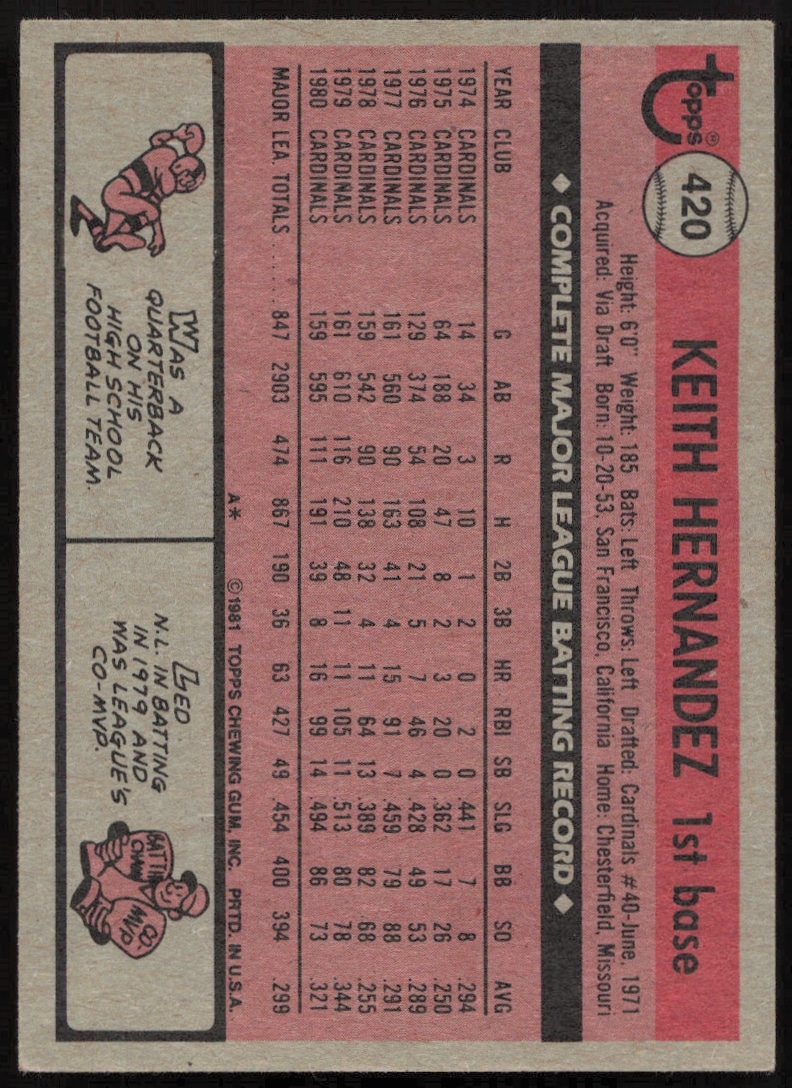 topps®
420
KEITH HERNANDEZ 1st base
Height: 6'0" Weight: 185 Bats: Left Throws: Left Drafted: Cardinals #40-June, 1971
Acquired: Via Draft Born: 10-20-53, San Francisco, California Home: Chesterfield, Missouri
◆ COMPLETE MAJOR LEAGUE BATTING RECORD ◆
YEAR CLUB G AB R H 2B 3B HR RBI SB SLG BB SO AVG
1974 CARDINALS 14 34 3 10 1 2 0 2 0 .441 7 8 .294
1975 CARDINALS 64 188 20 47 8 2 3 20 0 .362 17 26 .250
1976 CARDINALS 129 374 54 108 21 5 7 46 4 .428 49 53 .289
1977 CARDINALS 161 560 90 163 41 4 15 91 7 .459 79 88 .291
1978 CARDINALS 159 542 90 138 32 4 11 64 13 .389 82 68 .255
1979 CARDINALS 161 610 116 210 48 11 11 105 11 .513 80 78 .344
1980 CARDINALS 159 595 111 191 39 8 16 99 14 .494 86 73 .321
MAJOR LEA. TOTALS ...... 847 2903 474 867 190 36 63 427 49 .454 400 394 .299
A* ©1981 TOPPS CHEWING GUM, INC. PRTD. IN U.S.A.
WAS A
QUARTERBACK
ON HIS
HIGH SCHOOL
FOOTBALL TEAM.
LED
N.L. IN BATTING
IN 1979 AND
WAS LEAGUE'S
CO-MVP.
BATTING
CHAMP
CO
MVP